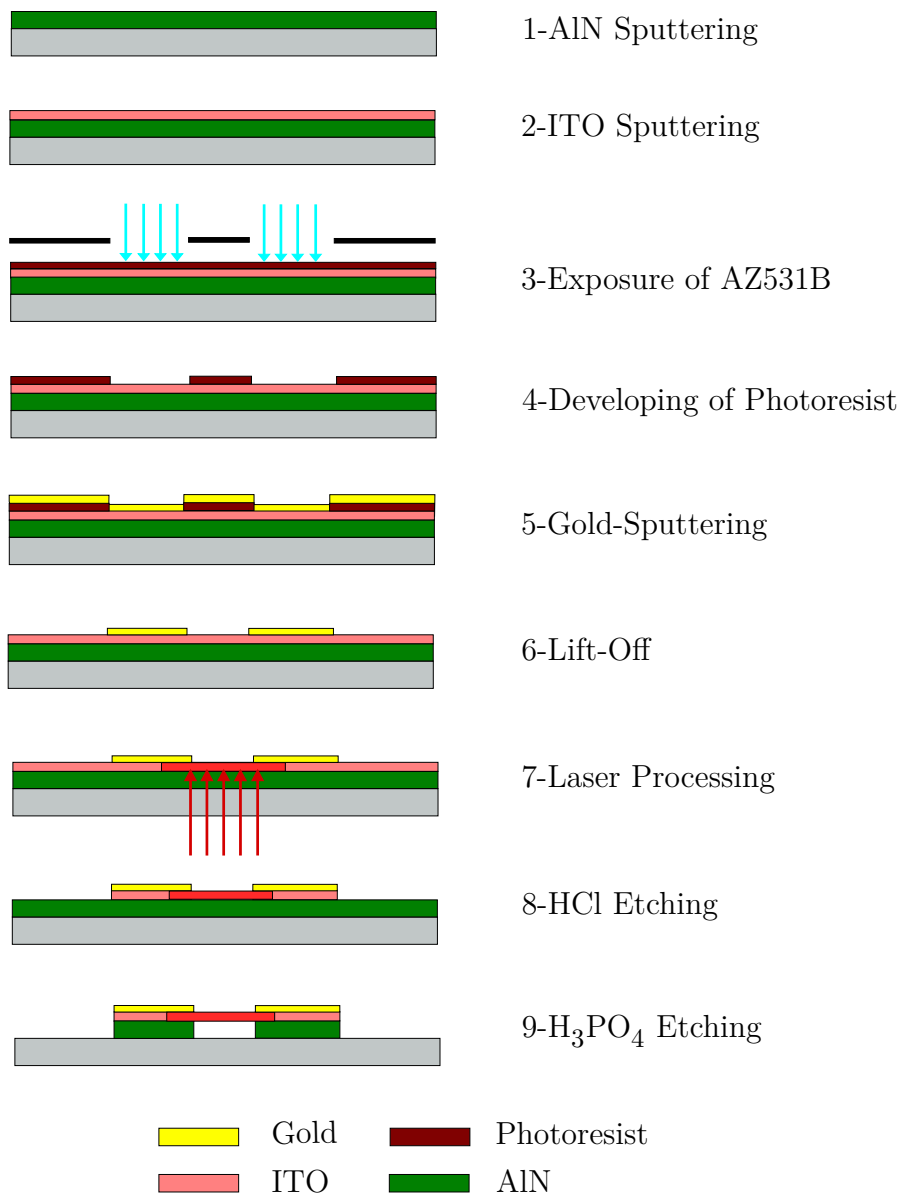 1-AlN Sputtering
2-ITO Sputtering
3-Exposure of AZ531B
4-Developing of Photoresist
5-Gold-Sputtering
6-Lift-Off
7-Laser Processing
8-HCl Etching
9-H₃PO₄ Etching
Gold Photoresist
ITO AlN